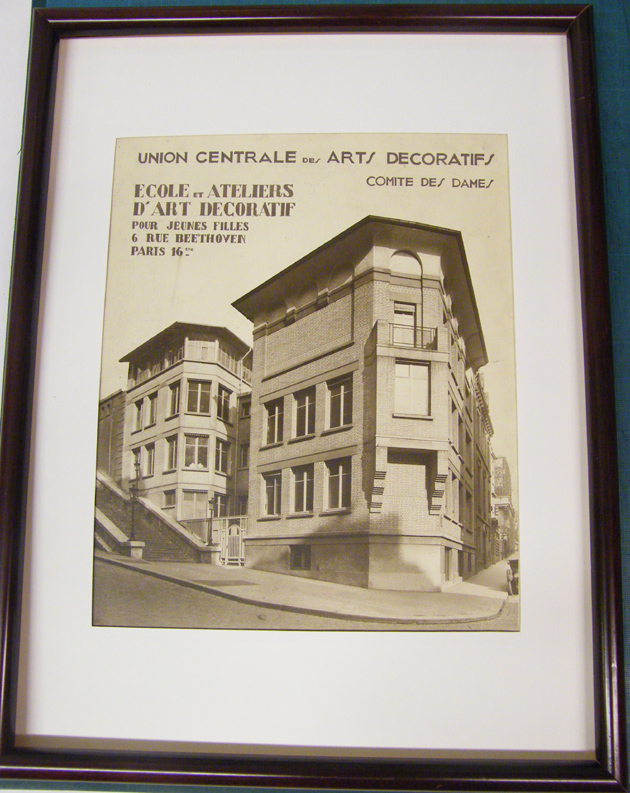 UNION CENTRALE DES ARTS DECORATIFS
COMITE DES DAMES
ECOLE ET ATELIERS
D'ART DECORATIF
POUR JEUNES FILLES
6 RUE BEETHOVEN
PARIS 16ÈME